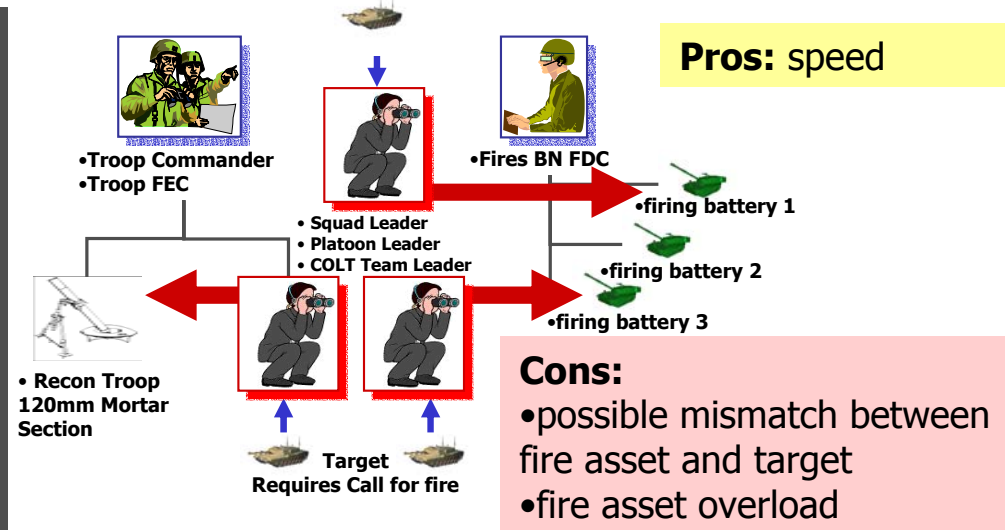 Pros: speed
•Troop Commander
•Troop FEC
•Fires BN FDC
•firing battery 1
• Squad Leader
• Platoon Leader
• COLT Team Leader
•firing battery 2
•firing battery 3
• Recon Troop
120mm Mortar
Section
Target
Requires Call for fire
Cons:
•possible mismatch between
fire asset and target
•fire asset overload